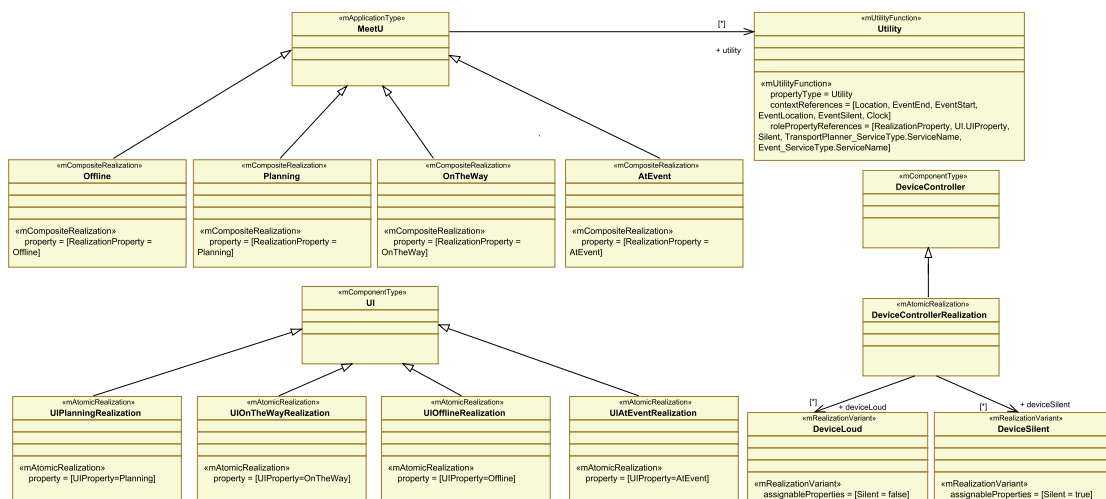 «mApplicationType»
MeetU
[*]
+ utility
«mUtilityFunction»
Utility
«mUtilityFunction»
propertyType = Utility
contextReferences = [Location, EventEnd, EventStart,
EventLocation, EventSilent, Clock]
rolePropertyReferences = [RealizationProperty, UI.UIProperty,
Silent, TransportPlanner_ServiceType.ServiceName,
Event_ServiceType.ServiceName]
«mCompositeRealization»
Offline
«mCompositeRealization»
property = [RealizationProperty =
Offline]
«mCompositeRealization»
Planning
«mCompositeRealization»
property = [RealizationProperty =
Planning]
«mCompositeRealization»
OnTheWay
«mCompositeRealization»
property = [RealizationProperty =
OnTheWay]
«mCompositeRealization»
AtEvent
«mCompositeRealization»
property = [RealizationProperty =
AtEvent]
«mComponentType»
DeviceController
«mAtomicRealization»
DeviceControllerRealization
«mComponentType»
UI
«mAtomicRealization»
UIPlanningRealization
«mAtomicRealization»
property = [UIProperty=Planning]
«mAtomicRealization»
UIOnTheWayRealization
«mAtomicRealization»
property = [UIProperty=OnTheWay]
«mAtomicRealization»
UIOfflineRealization
«mAtomicRealization»
property = [UIProperty=Offline]
«mAtomicRealization»
UIAtEventRealization
«mAtomicRealization»
property = [UIProperty=AtEvent]
[*]
+ deviceLoud
[*]
+ deviceSilent
«mRealizationVariant»
DeviceLoud
«mRealizationVariant»
assignableProperties = [Silent = false]
«mRealizationVariant»
DeviceSilent
«mRealizationVariant»
assignableProperties = [Silent = true]